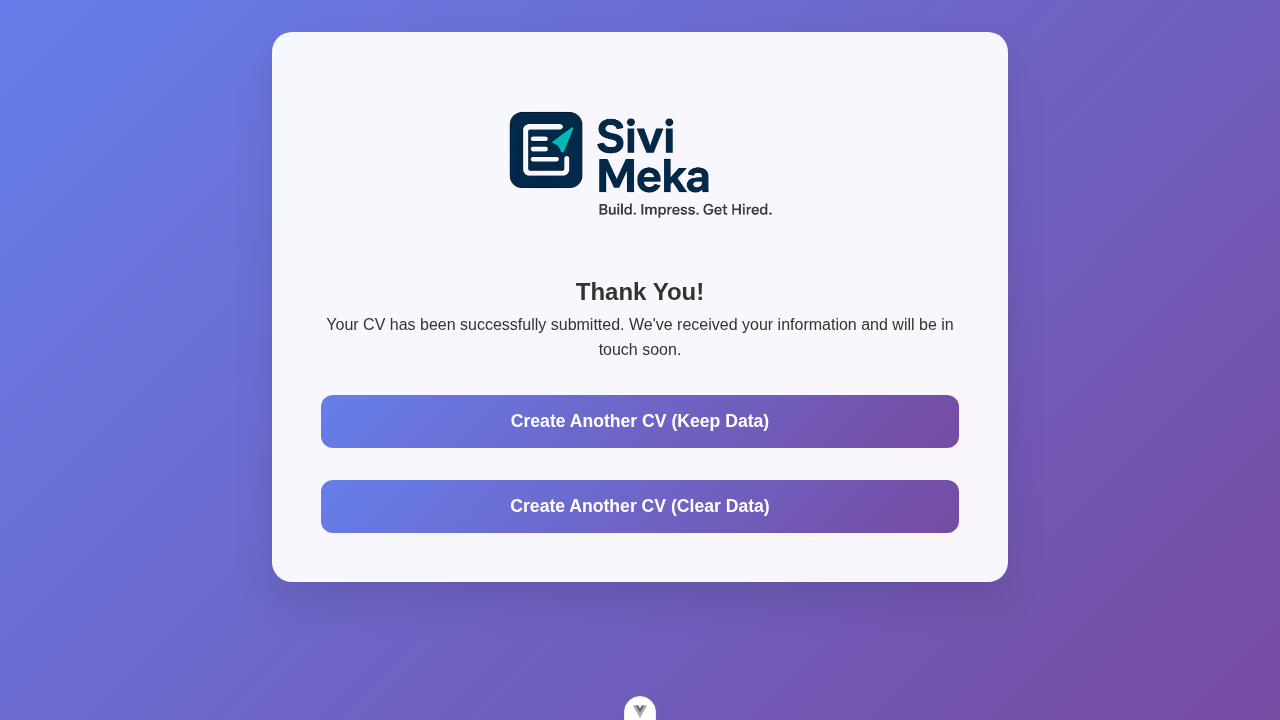 Sivi
Meka
Build. Impress. Get Hired.
Thank You!
Your CV has been successfully submitted. We've received your information and will be in
touch soon.
Create Another CV (Keep Data)
Create Another CV (Clear Data)